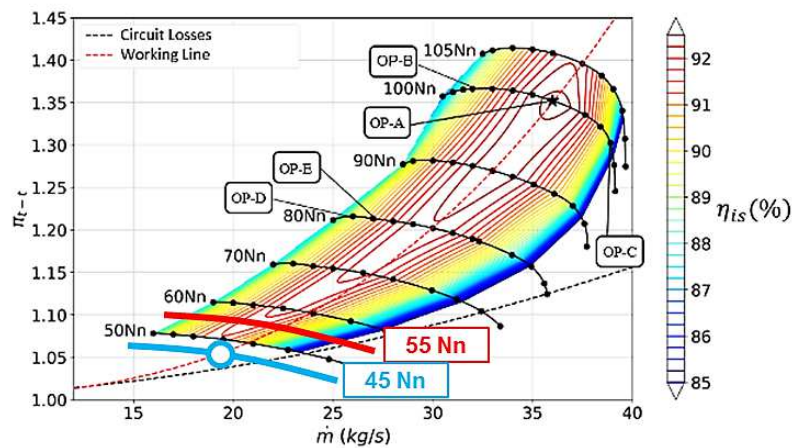 1.45
1.40
1.35
1.30
1.25
1.20
1.15
1.10
1.05
1.00
π t-t
Circuit Losses
Working Line
105Nn
OP-B
100Nn
OP-A
90Nn
OP-E
OP-D
80Nn
OP-C
70Nn
60Nn
50Nn
55 Nn
45 Nn
15 20 25 30 35 40
ṁ (kg/s)
92
91
90
89
88
87
86
85
η is (%)